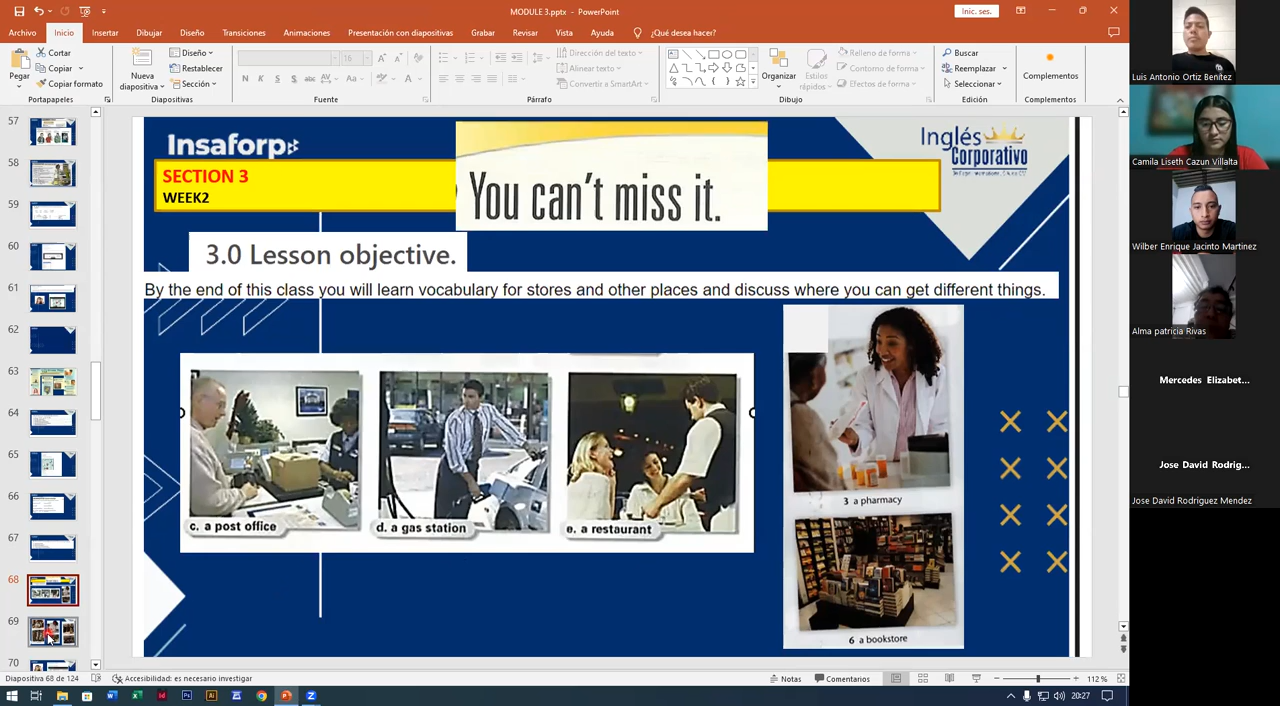 MODULE 3.pptx – PowerPoint
Inic. ses.
Archivo Inicio Insertar Dibujar Diseño Transiciones Animaciones Presentación con diapositivas Grabar Revisar Vista Ayuda ¿Qué desea hacer?
Pegar
Cortar
Copiar
Copiar formato
Portapapeles
Nueva diapositiva
Diseño
Restablecer
Sección
Diapositivas
16
N K S S AV Aa A
Fuente
Dirección del texto
Alinear texto
Convertir a SmartArt
Párrafo
Organizar
Estilos rápidos
Relleno de forma
Contorno de forma
Efectos de forma
Dibujo
Buscar
Reemplazar
Seleccionar
Edición
Complementos
Complementos
57
58
59
60
61
62
63
64
65
66
67
68
69
70
Insaforp
Inglés
Corporativo
SECTION 3
WEEK2
You can't miss it.
3.0 Lesson objective.
By the end of this class you will learn vocabulary for stores and other places and discuss where you can get different things.
c. a post office
d. a gas station
e. a restaurant
3 a pharmacy
6 a bookstore
Luis Antonio Ortiz Benítez
Camila Liseth Cazun Villalta
Wilber Enrique Jacinto Martinez
Alma patricia Rivas
Mercedes Elizabet...
Jose David Rodrig...
Jose David Rodriguez Mendez
Diapositiva 68 de 124
Accesibilidad: es necesario investigar
Notas
Comentarios
112 %
20:27